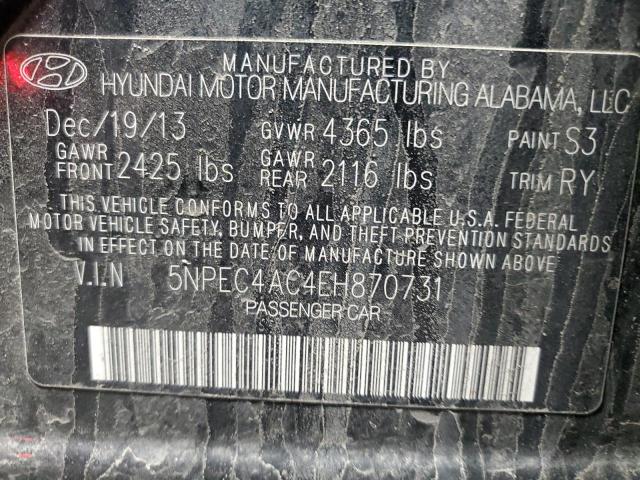 MANUFACTURED BY
HYUNDAI MOTOR MANUFACTURING ALABAMA, LLC
Dec/19/13 GVWR 4365 lbs PAINT S3
GAWR FRONT 2425 lbs GAWR REAR 2116 lbs TRIM RY
THIS VEHICLE CONFORMS TO ALL APPLICABLE U.S.A. FEDERAL
MOTOR VEHICLE SAFETY, BUMPER, AND THEFT PREVENTION STANDARDS
IN EFFECT ON THE DATE OF MANUFACTURE SHOWN ABOVE.
V.I.N 5NPEC4AC4EH870731
PASSENGER CAR